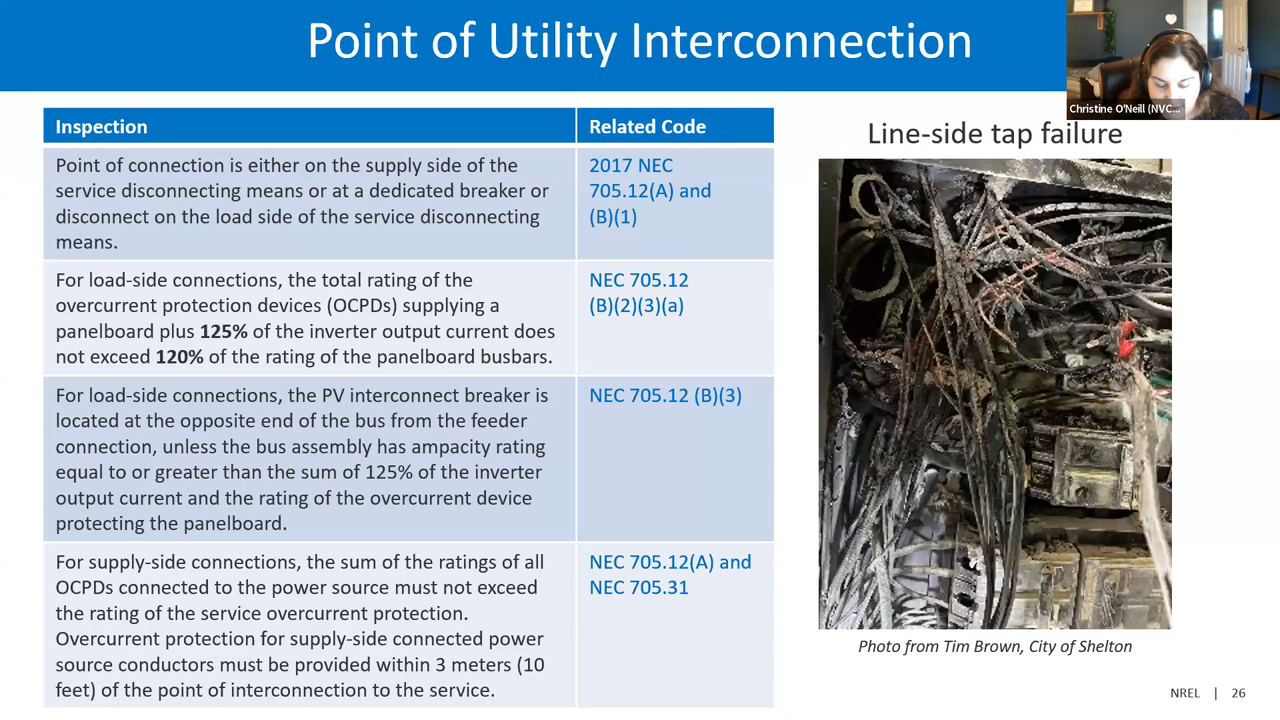 Point of Utility Interconnection
Christine O'Neill (NVC...
Inspection
Related Code
Point of connection is either on the supply side of the
service disconnecting means or at a dedicated breaker or
disconnect on the load side of the service disconnecting
means.
2017 NEC
705.12(A) and
(B)(1)
For load-side connections, the total rating of the
overcurrent protection devices (OCPDs) supplying a
panelboard plus 125% of the inverter output current does
not exceed 120% of the rating of the panelboard busbars.
NEC 705.12
(B)(2)(3)(a)
For load-side connections, the PV interconnect breaker is
located at the opposite end of the bus from the feeder
connection, unless the bus assembly has ampacity rating
equal to or greater than the sum of 125% of the inverter
output current and the rating of the overcurrent device
protecting the panelboard.
NEC 705.12 (B)(3)
For supply-side connections, the sum of the ratings of all
OCPDs connected to the power source must not exceed
the rating of the service overcurrent protection.
Overcurrent protection for supply-side connected power
source conductors must be provided within 3 meters (10
feet) of the point of interconnection to the service.
NEC 705.12(A) and
NEC 705.31
Line-side tap failure
Photo from Tim Brown, City of Shelton
NREL | 26